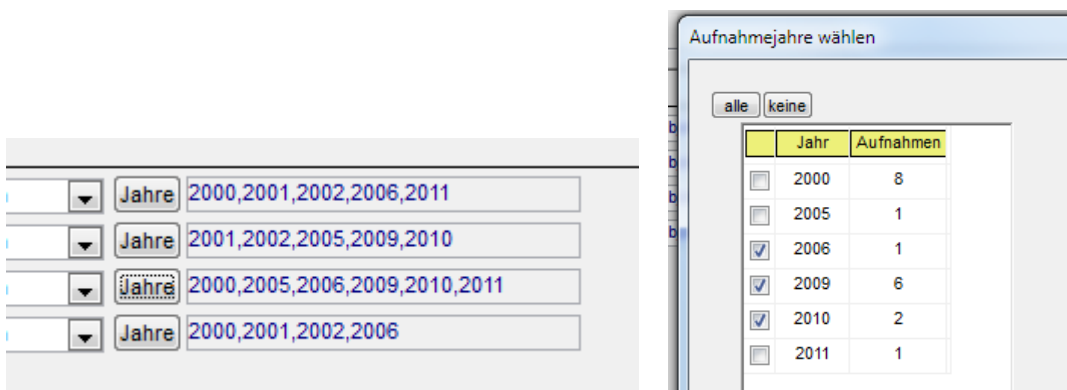 Jahre 2000,2001,2002,2006,2011
Jahre 2001,2002,2005,2009,2010
Jahre 2000,2005,2006,2009,2010,2011
Jahre 2000,2001,2002,2006
Aufnahmejahre wählen
alle keine
Jahr Aufnahmen
2000 8
2005 1
2006 1
2009 6
2010 2
2011 1